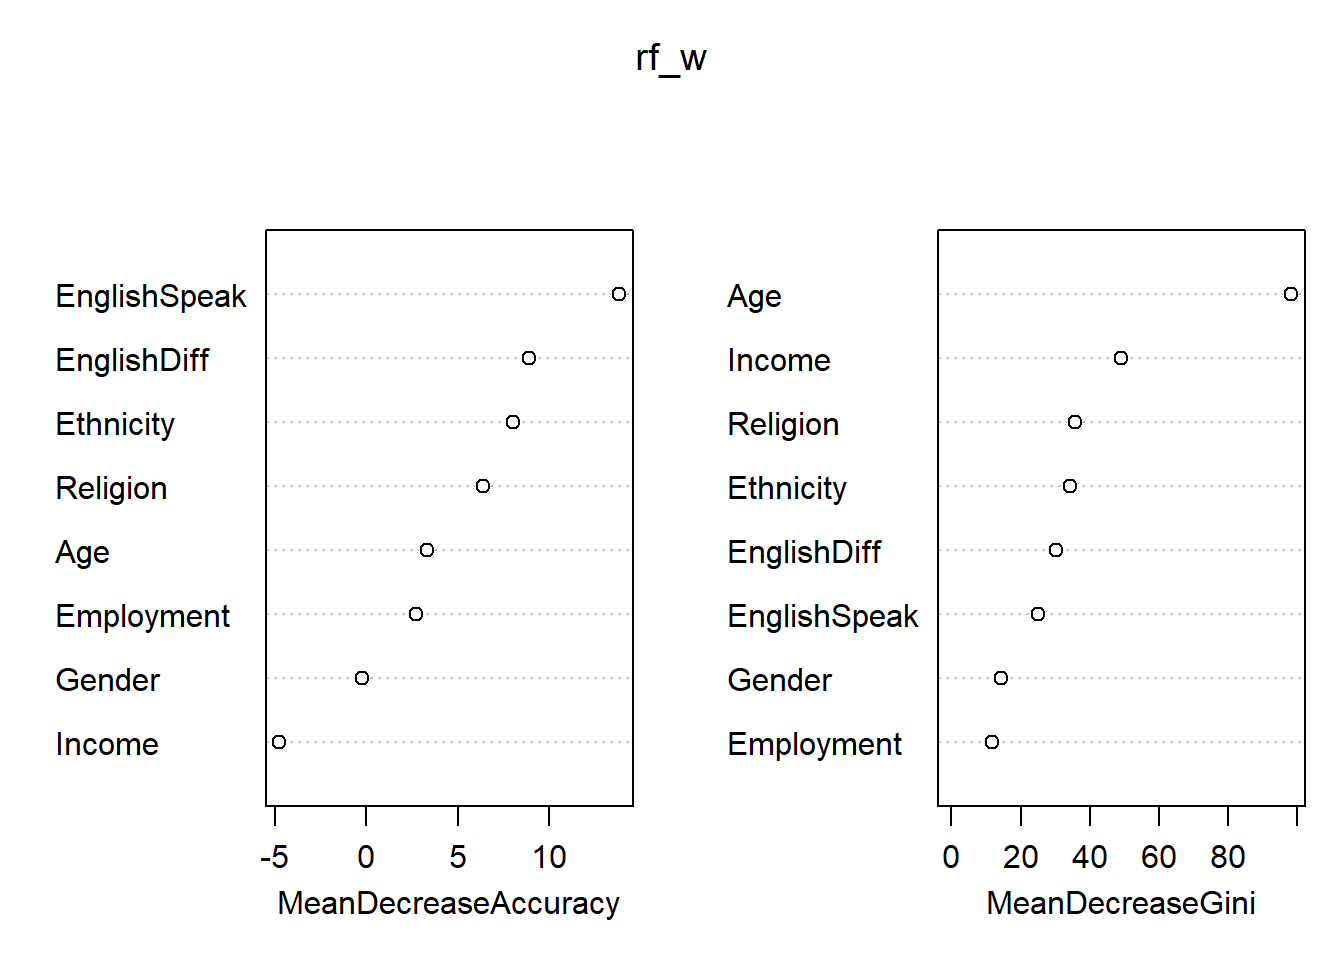 rf_w
EnglishSpeak
EnglishDiff
Ethnicity
Religion
Age
Employment
Gender
Income
-5 0 5 10
MeanDecreaseAccuracy
Age
Income
Religion
Ethnicity
EnglishDiff
EnglishSpeak
Gender
Employment
0 20 40 60 80
MeanDecreaseGini